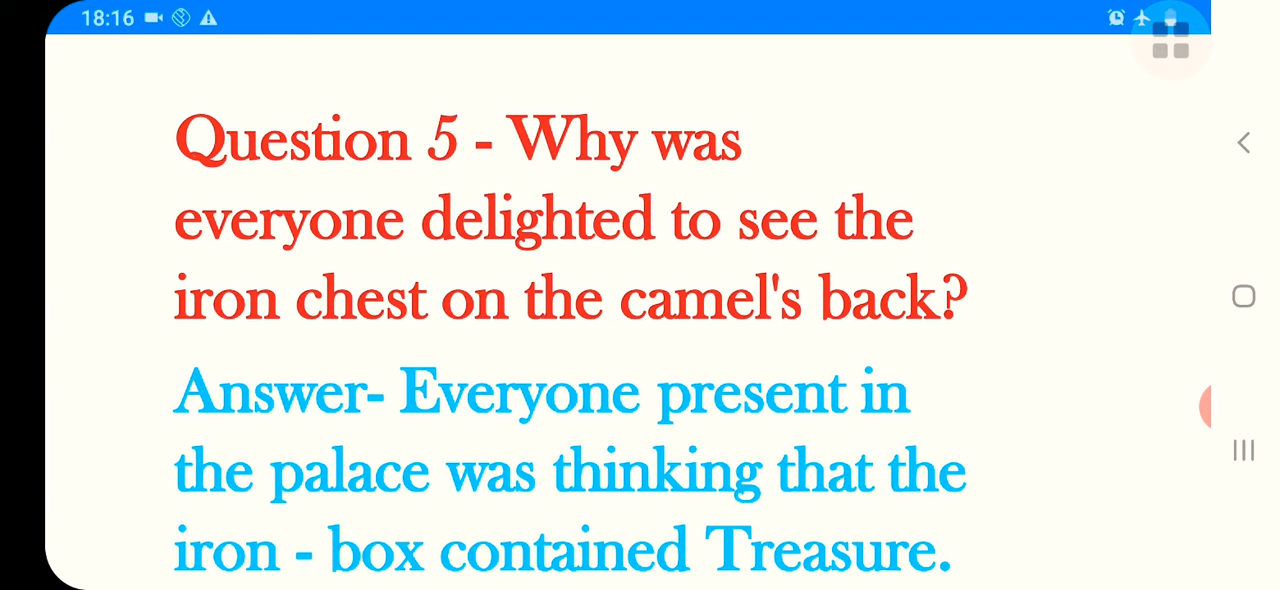 18:16
Question 5 - Why was
everyone delighted to see the
iron chest on the camel's back?
Answer- Everyone present in
the palace was thinking that the
iron - box contained Treasure.